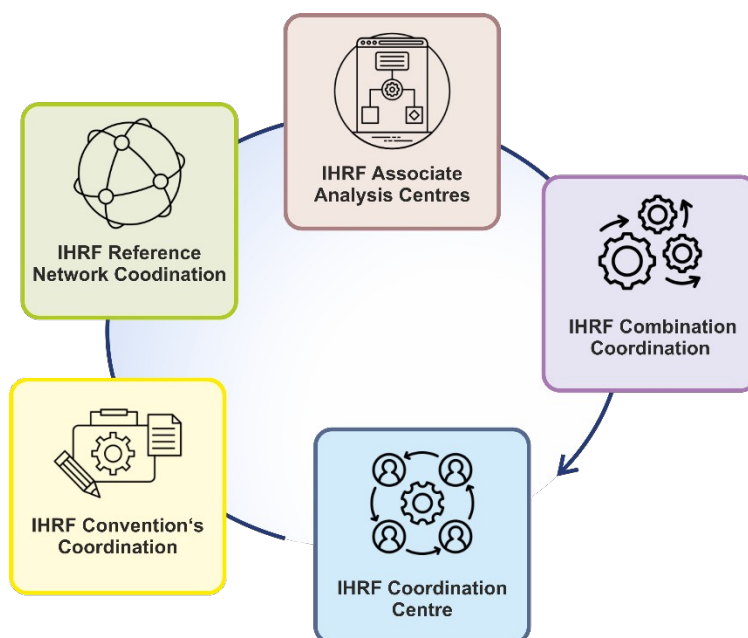 IHRF Associate
Analysis Centres
IHRF Reference
Network Coodination
IHRF Combination
Coordination
IHRF Convention‘s
Coordination
IHRF Coordination
Centre